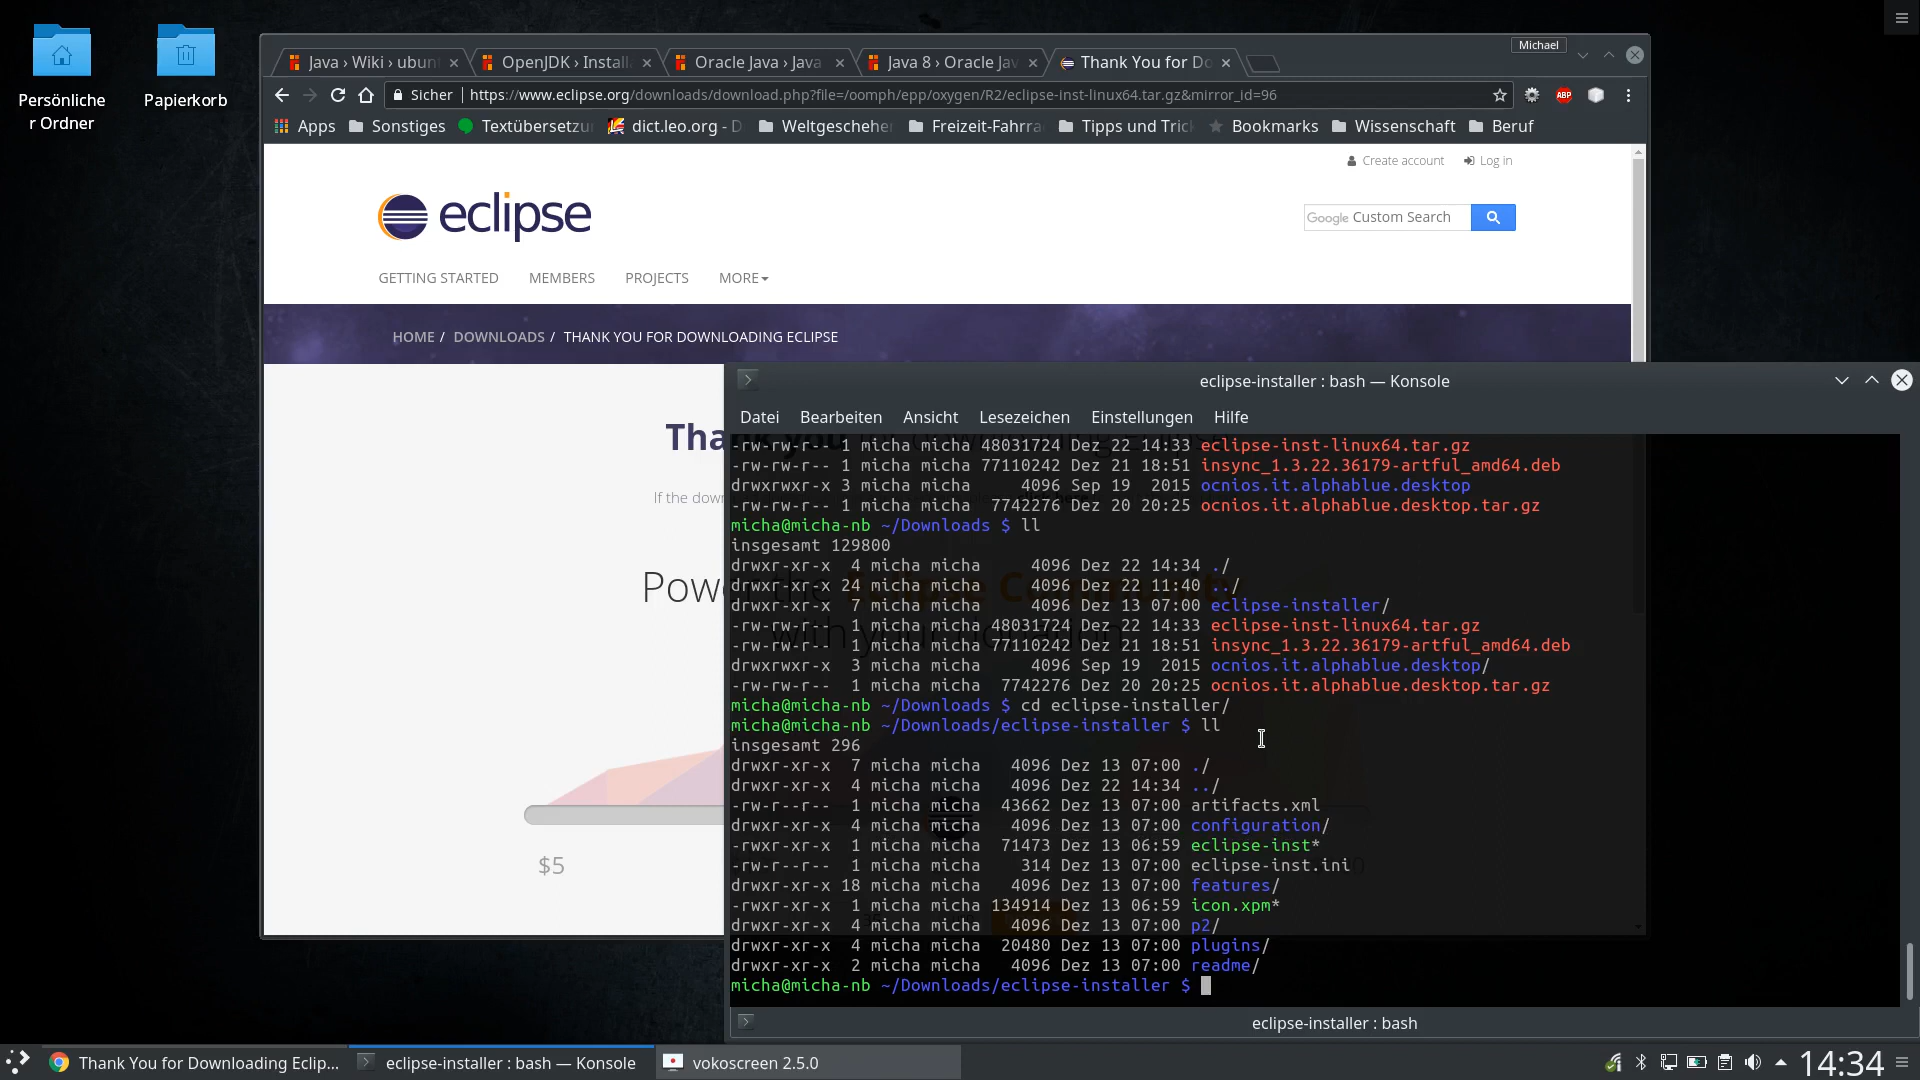 Persönliche
r Ordner
Papierkorb
Michael
Java › Wiki › ubun
OpenJDK › Install
Oracle Java › Java
Java 8 › Oracle Jav
Thank You for Do
Sicher
https://www.eclipse.org/downloads/download.php?file=/oomph/epp/oxygen/R2/eclipse-inst-linux64.tar.gz&mirror_id=96
ABP
Apps
Sonstiges
Textübersetzu
dict.leo.org - D
Weltgeschehe
Freizeit-Fahrra
Tipps und Trick
Bookmarks
Wissenschaft
Beruf
Create account
Log in
eclipse
Google Custom Search
GETTING STARTED
MEMBERS
PROJECTS
MORE
HOME / DOWNLOADS / THANK YOU FOR DOWNLOADING ECLIPSE
Thank you for downloading Eclipse
If the down
Power the Eclipse Community
with your donation
$5
eclipse-installer : bash — Konsole
Datei Bearbeiten Ansicht Lesezeichen Einstellungen Hilfe
-rw-rw-r-- 1 micha micha 48031724 Dez 22 14:33 eclipse-inst-linux64.tar.gz
-rw-rw-r-- 1 micha micha 77110242 Dez 21 18:51 insync_1.3.22.36179-artful_amd64.deb
drwxrwxr-x 3 micha micha     4096 Sep 19  2015 ocnios.it.alphablue.desktop
-rw-rw-r-- 1 micha micha  7742276 Dez 20 20:25 ocnios.it.alphablue.desktop.tar.gz
micha@micha-nb ~/Downloads $ ll
insgesamt 129800
drwxr-xr-x  4 micha micha     4096 Dez 22 14:34 ./
drwxr-xr-x 24 micha micha     4096 Dez 22 11:40 ../
drwxr-xr-x  7 micha micha     4096 Dez 13 07:00 eclipse-installer/
-rw-rw-r--  1 micha micha 48031724 Dez 22 14:33 eclipse-inst-linux64.tar.gz
-rw-rw-r--  1 micha micha 77110242 Dez 21 18:51 insync_1.3.22.36179-artful_amd64.deb
drwxrwxr-x  3 micha micha     4096 Sep 19  2015 ocnios.it.alphablue.desktop/
-rw-rw-r--  1 micha micha  7742276 Dez 20 20:25 ocnios.it.alphablue.desktop.tar.gz
micha@micha-nb ~/Downloads $ cd eclipse-installer/
micha@micha-nb ~/Downloads/eclipse-installer $ ll
insgesamt 296
drwxr-xr-x  7 micha micha   4096 Dez 13 07:00 ./
drwxr-xr-x  4 micha micha   4096 Dez 22 14:34 ../
-rw-r--r--  1 micha micha  43662 Dez 13 07:00 artifacts.xml
drwxr-xr-x  4 micha micha   4096 Dez 13 07:00 configuration/
-rwxr-xr-x  1 micha micha  71473 Dez 13 06:59 eclipse-inst*
-rw-r--r--  1 micha micha    314 Dez 13 07:00 eclipse-inst.ini
drwxr-xr-x 18 micha micha   4096 Dez 13 07:00 features/
-rwxr-xr-x  1 micha micha 134914 Dez 13 06:59 icon.xpm*
drwxr-xr-x  4 micha micha   4096 Dez 13 07:00 p2/
drwxr-xr-x  4 micha micha  20480 Dez 13 07:00 plugins/
drwxr-xr-x  2 micha micha   4096 Dez 13 07:00 readme/
micha@micha-nb ~/Downloads/eclipse-installer $
eclipse-installer : bash
Thank You for Downloading Eclip...
eclipse-installer : bash — Konsole
vokoscreen 2.5.0
14:34